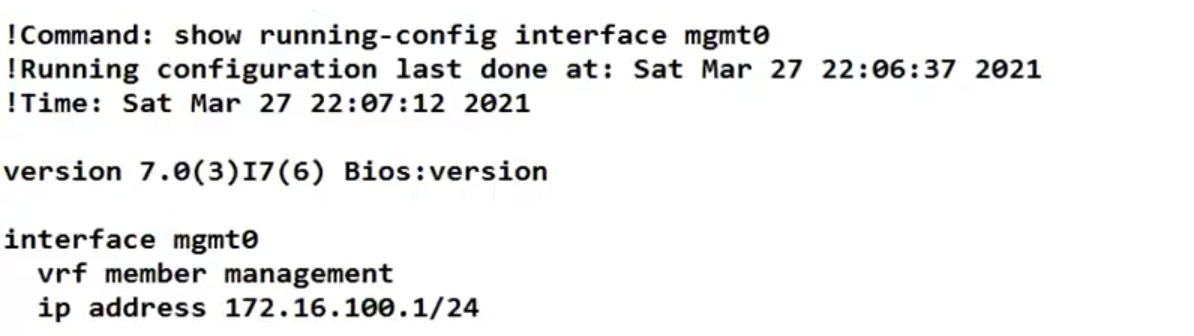 !Command: show running-config interface mgmt0
!Running configuration last done at: Sat Mar 27 22:06:37 2021
!Time: Sat Mar 27 22:07:12 2021
version 7.0(3)I7(6) Bios:version
interface mgmt0
  vrf member management
  ip address 172.16.100.1/24